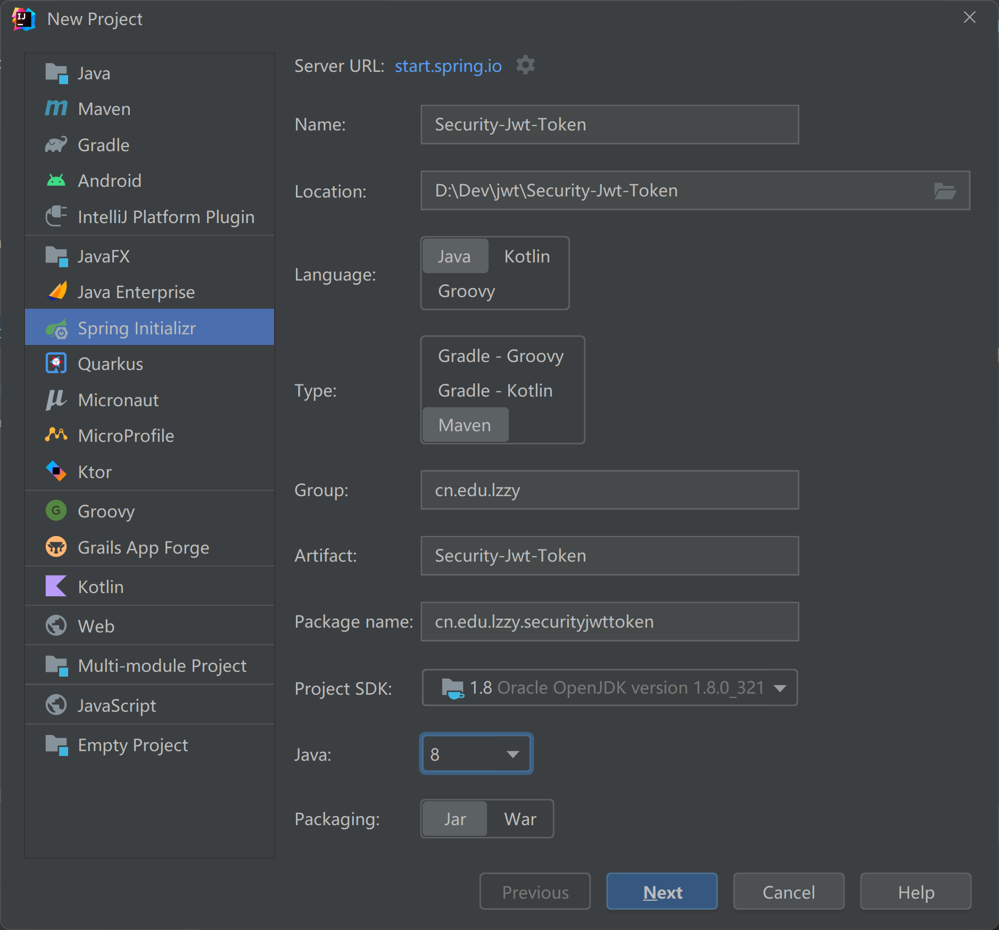 IJ
New Project
Java
Maven
Gradle
Android
IntelliJ Platform Plugin
JavaFX
Java Enterprise
Spring Initializr
Quarkus
Micronaut
MicroProfile
Ktor
G
Groovy
Grails App Forge
Kotlin
Web
Multi-module Project
JavaScript
Empty Project
Server URL: start.spring.io
Name: Security-Jwt-Token
Location: D:\Dev\jwt\Security-Jwt-Token
Language: Java Kotlin
Groovy
Type: Gradle - Groovy
Gradle - Kotlin
Maven
Group: cn.edu.lzzy
Artifact: Security-Jwt-Token
Package name: cn.edu.lzzy.securityjwttoken
Project SDK: 1.8 Oracle OpenJDK version 1.8.0_321
Java: 8
Packaging: Jar War
Previous Next Cancel Help